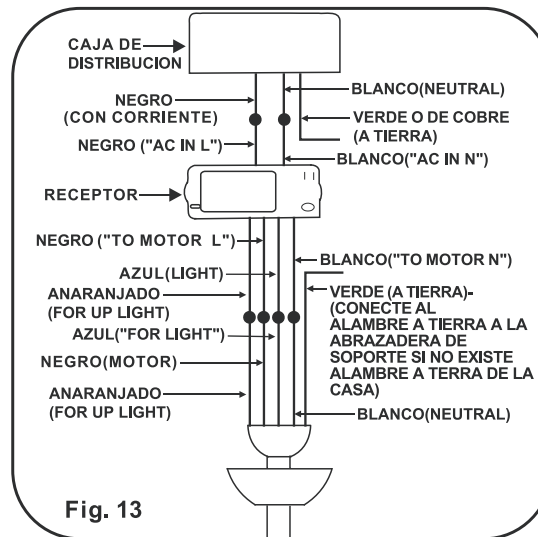 CAJA DE
DISTRIBUCION
BLANCO(NEUTRAL)
NEGRO
(CON CORRIENTE)
VERDE O DE COBRE
(A TIERRA)
NEGRO ("AC IN L")
BLANCO("AC IN N")
RECEPTOR
NEGRO ("TO MOTOR L")
BLANCO("TO MOTOR N")
AZUL(LIGHT)
ANARANJADO
(FOR UP LIGHT)
VERDE (A TIERRA)-
(CONECTE AL
ALAMBRE A TIERRA A LA
ABRAZADERA DE
SOPORTE SI NO EXISTE
ALAMBRE A TERRA DE LA
CASA)
AZUL("FOR LIGHT")
NEGRO(MOTOR)
ANARANJADO
(FOR UP LIGHT)
BLANCO(NEUTRAL)
Fig. 13